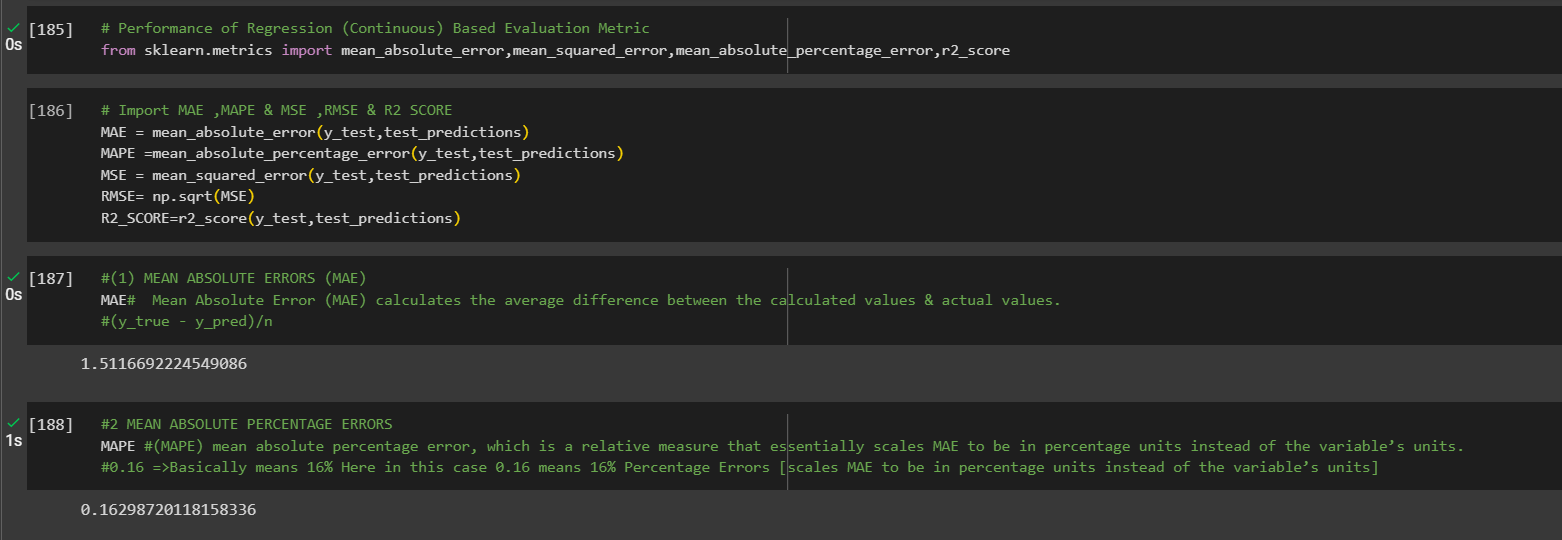 [185] # Performance of Regression (Continuous) Based Evaluation Metric
0s from sklearn.metrics import mean_absolute_error,mean_squared_error,mean_absolute_percentage_error,r2_score
[186] # Import MAE ,MAPE & MSE ,RMSE & R2 SCORE
MAE = mean_absolute_error(y_test,test_predictions)
MAPE =mean_absolute_percentage_error(y_test,test_predictions)
MSE = mean_squared_error(y_test,test_predictions)
RMSE= np.sqrt(MSE)
R2_SCORE=r2_score(y_test,test_predictions)
[187] #(1) MEAN ABSOLUTE ERRORS (MAE)
0s MAE#  Mean Absolute Error (MAE) calculates the average difference between the calculated values & actual values.
#(y_true - y_pred)/n
1.5116692224549086
[188] #2 MEAN ABSOLUTE PERCENTAGE ERRORS
1s MAPE #(MAPE) mean absolute percentage error, which is a relative measure that essentially scales MAE to be in percentage units instead of the variable’s units.
#0.16 =>Basically means 16% Here in this case 0.16 means 16% Percentage Errors [scales MAE to be in percentage units instead of the variable’s units]
0.16298720118158336